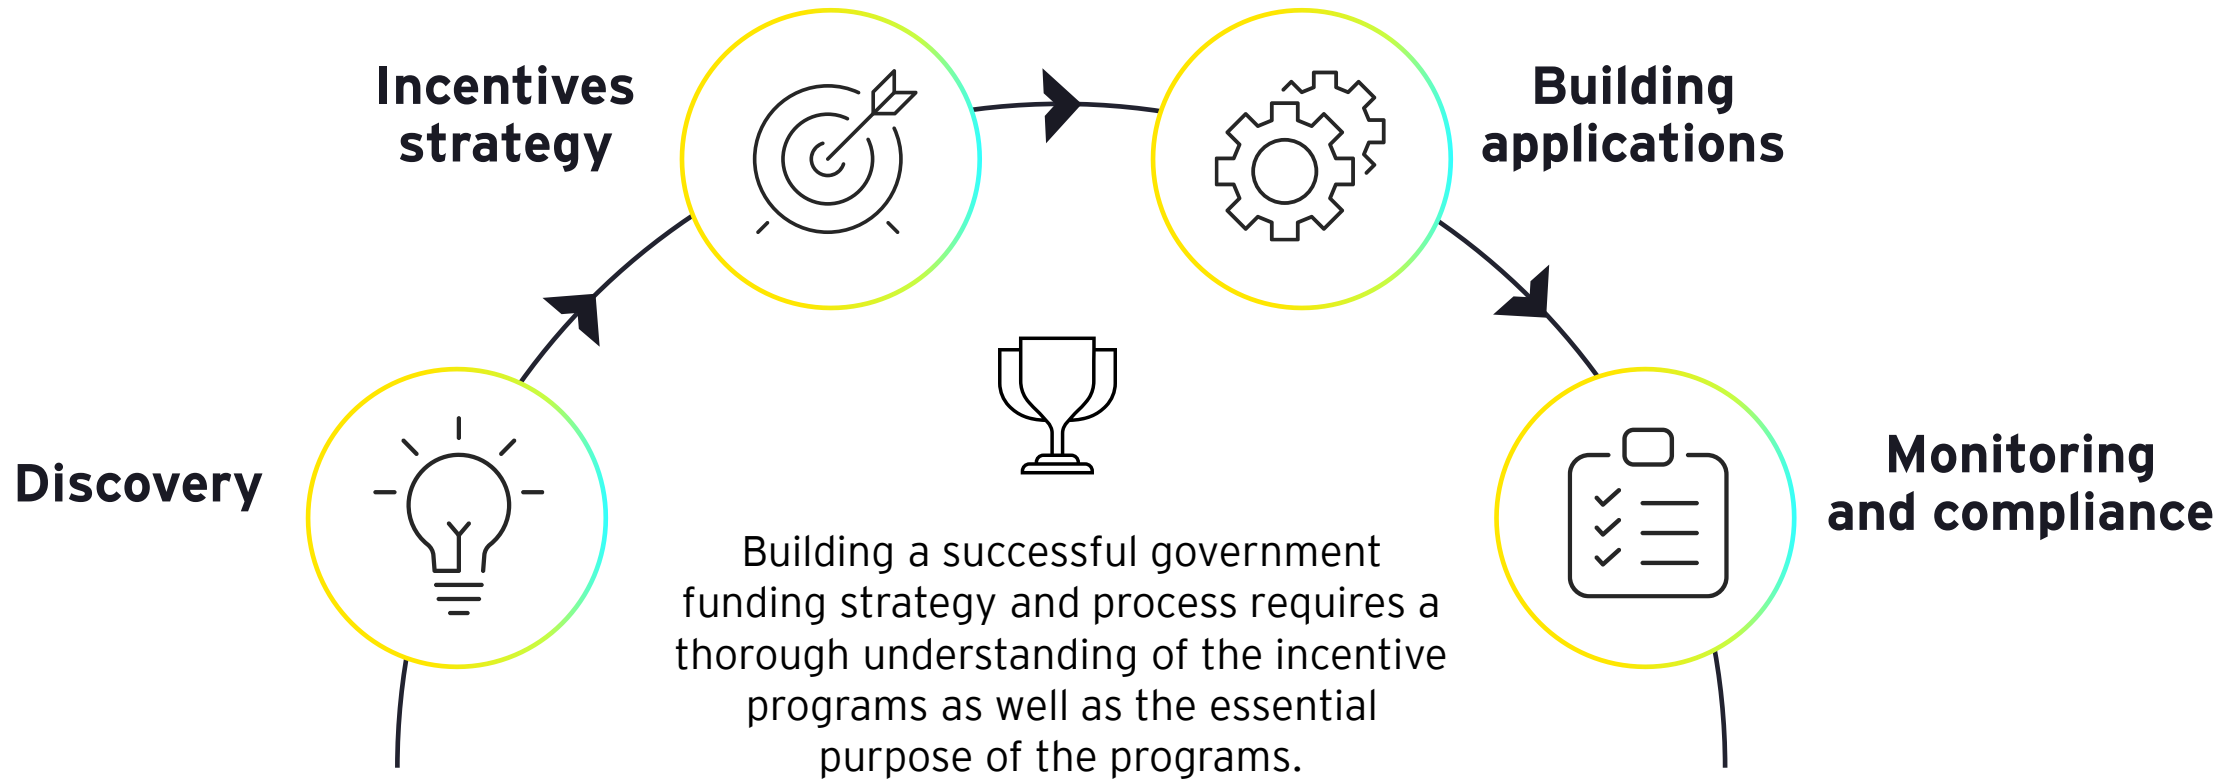 Incentives
strategy
Building
applications
Discovery
Monitoring
and compliance
Building a successful government
funding strategy and process requires a
thorough understanding of the incentive
programs as well as the essential
purpose of the programs.